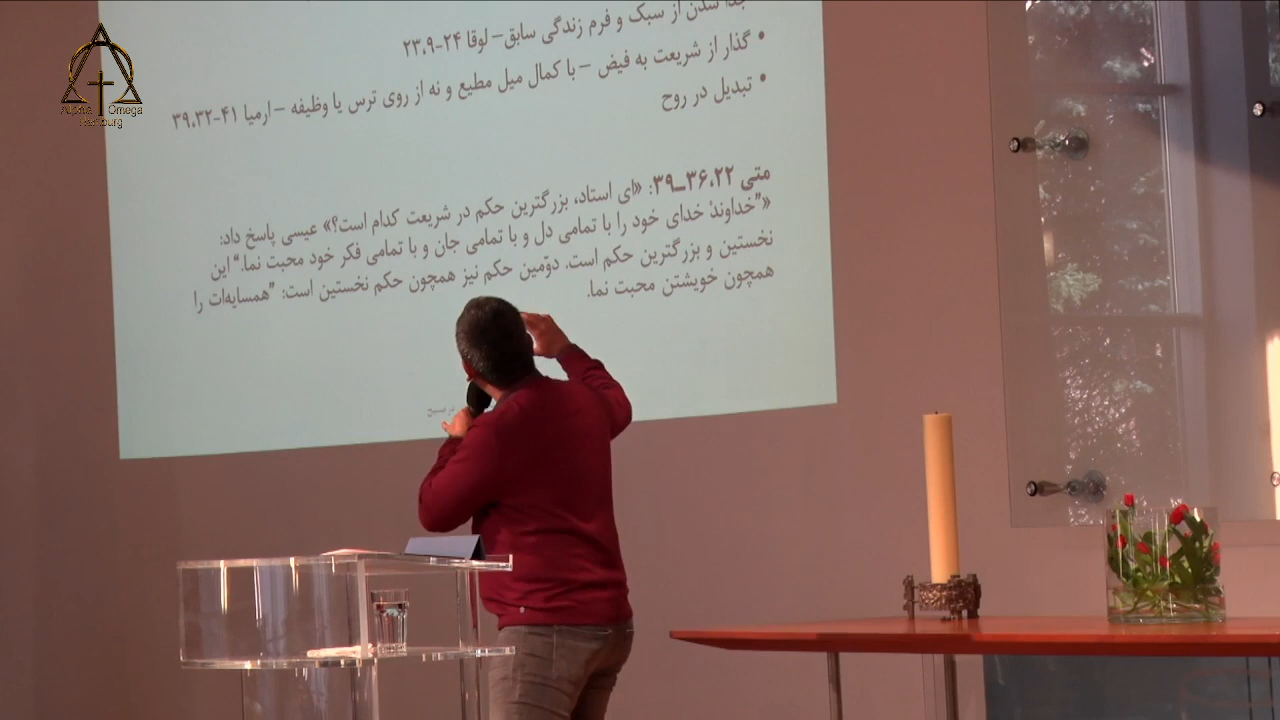 جدا شدن از سبک و فرم زندگی سابق– لوقا ۲۴-۲۳،۹
• گذار از شریعت به فیض – با کمال میل مطیع و نه از روی ترس یا وظیفه – ارمیا ۴۱-۳۹،۳۲
• تبدیل در روح
متی ۳۶،۲۲ـ۳۹: «ای استاد، بزرگترین حکم در شریعت کدام است؟» عیسی پاسخ داد:
«”خداوندْ خدای خود را با تمامی دل و با تمامی جان و با تمامی فکر خود محبت نما.“ این
نخستین و بزرگترین حکم است. دوّمین حکم نیز همچون حکم نخستین است: ”همسایه‌ات را
همچون خویشتن محبت نما.
Alpha Omega
Hamburg